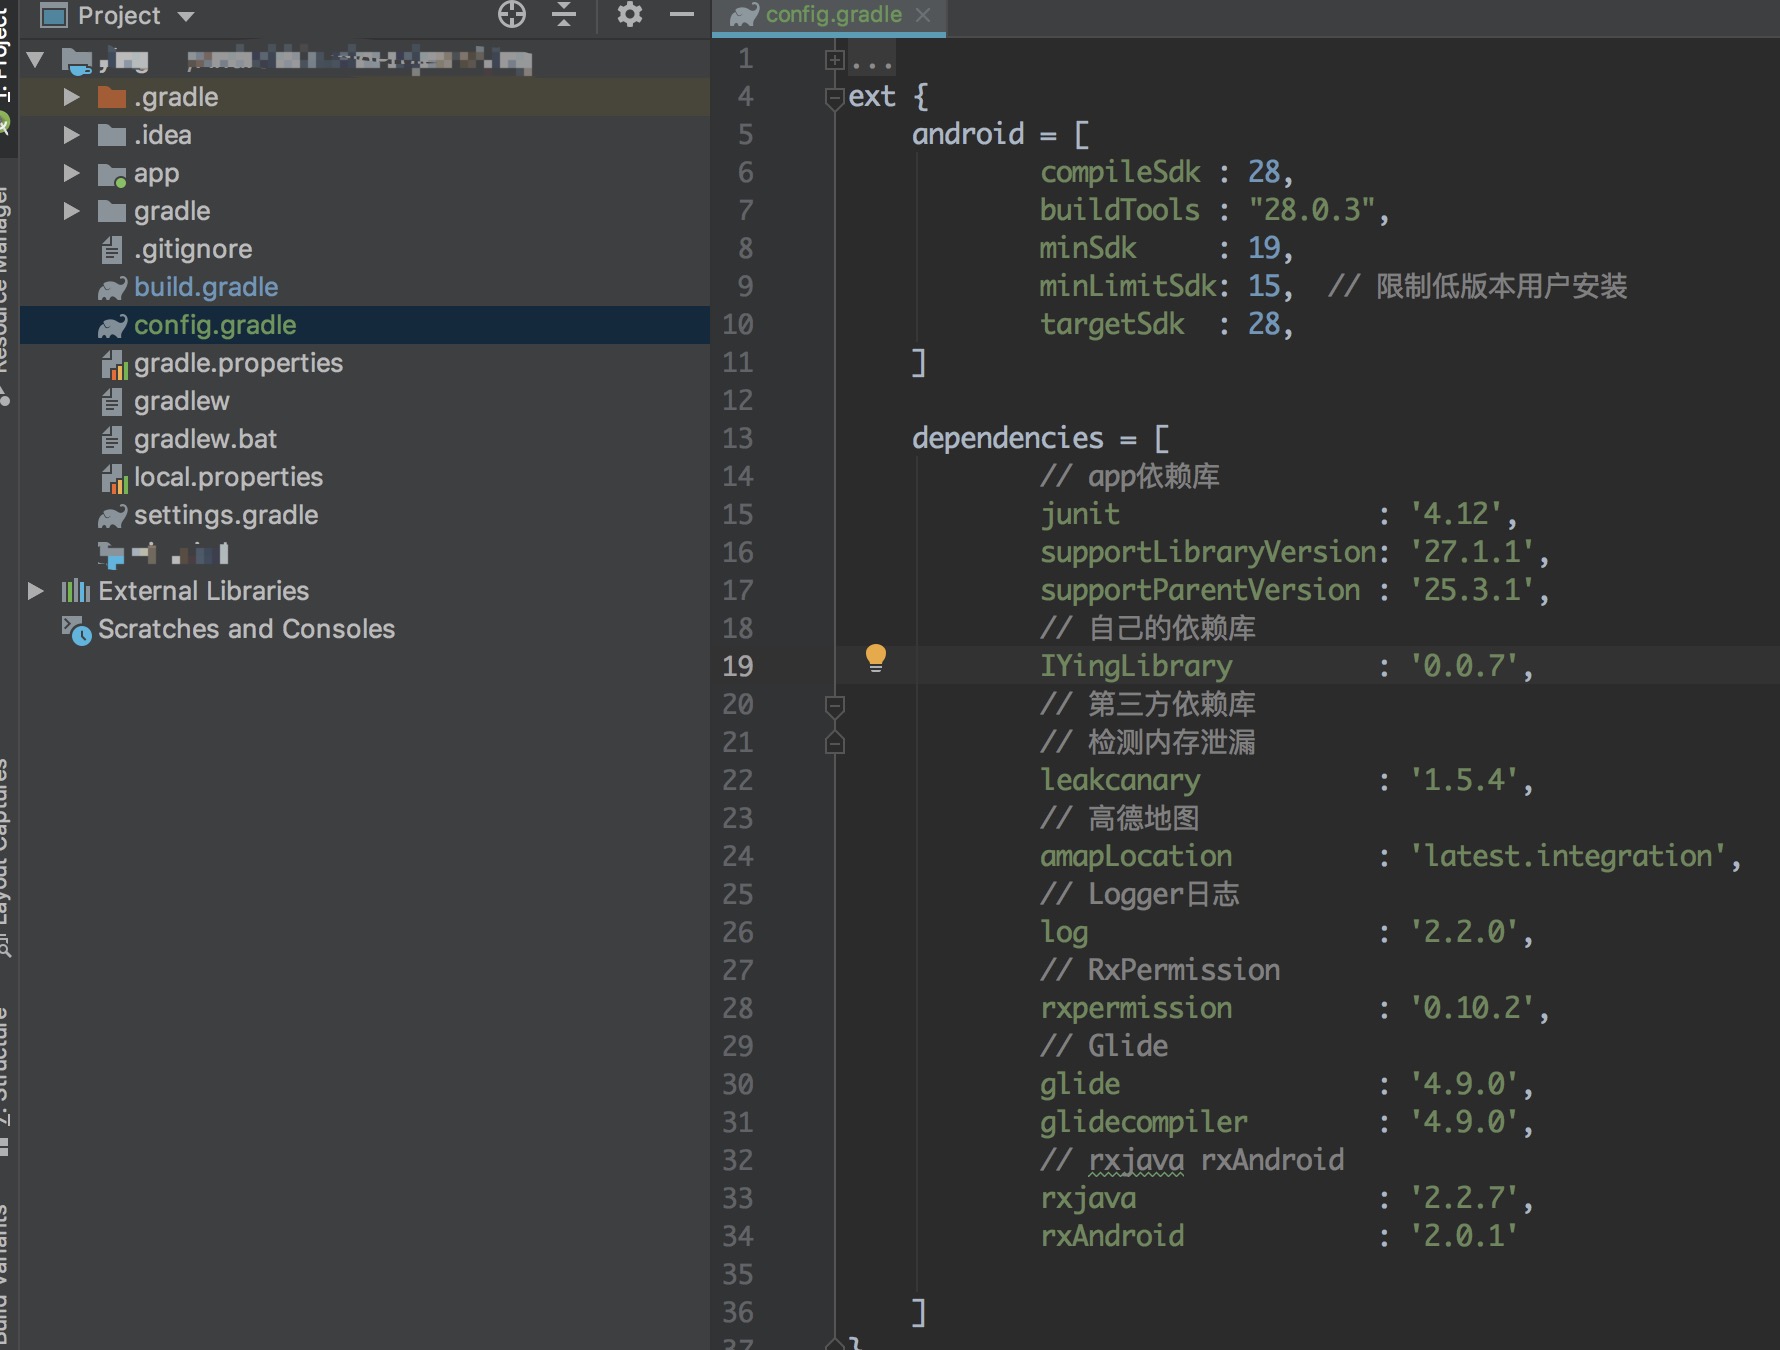 Project
.gradle
.idea
app
gradle
.gitignore
build.gradle
config.gradle
gradle.properties
gradlew
gradlew.bat
local.properties
settings.gradle
External Libraries
Scratches and Consoles
Project
Resource Manager
Layout Captures
Z: Structure
Build Variants
config.gradle
1 ...
4 ext {
5 android = [
6 compileSdk : 28,
7 buildTools : "28.0.3",
8 minSdk : 19,
9 minLimitSdk: 15, // 限制低版本用户安装
10 targetSdk : 28,
11 ]
12
13 dependencies = [
14 // app依赖库
15 junit : '4.12',
16 supportLibraryVersion: '27.1.1',
17 supportParentVersion : '25.3.1',
18 // 自己的依赖库
19 IYingLibrary : '0.0.7',
20 // 第三方依赖库
21 // 检测内存泄漏
22 leakcanary : '1.5.4',
23 // 高德地图
24 amapLocation : 'latest.integration',
25 // Logger日志
26 log : '2.2.0',
27 // RxPermission
28 rxpermission : '0.10.2',
29 // Glide
30 glide : '4.9.0',
31 glidecompiler : '4.9.0',
32 // rxjava rxAndroid
33 rxjava : '2.2.7',
34 rxAndroid : '2.0.1'
35
36 ]
37 }